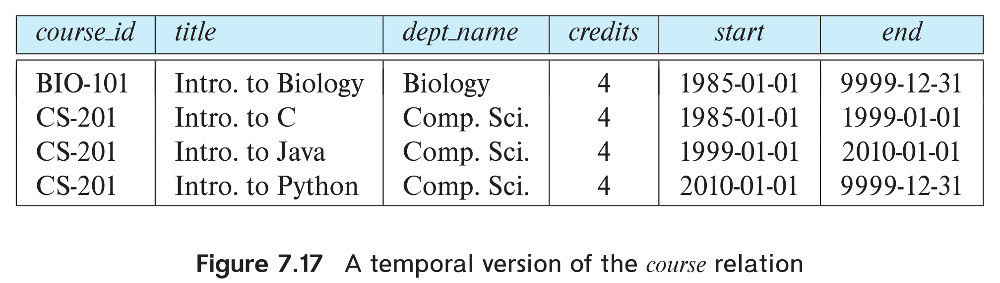 course_id title dept_name credits start end
BIO-101 Intro. to Biology Biology 4 1985-01-01 9999-12-31
CS-201 Intro. to C Comp. Sci. 4 1985-01-01 1999-01-01
CS-201 Intro. to Java Comp. Sci. 4 1999-01-01 2010-01-01
CS-201 Intro. to Python Comp. Sci. 4 2010-01-01 9999-12-31
Figure 7.17 A temporal version of the course relation